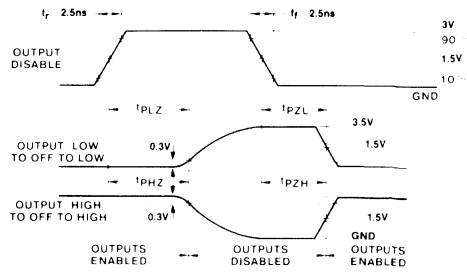 tr 2.5ns
tf 2.5ns
3V
90
OUTPUT
DISABLE
1.5V
10
GND
tPLZ
tPZL
3.5V
OUTPUT LOW
TO OFF TO LOW
0.3V
1.5V
tPHZ
tPZH
OUTPUT HIGH
TO OFF TO HIGH
0.3V
1.5V
GND
OUTPUTS
ENABLED
OUTPUTS
DISABLED
OUTPUTS
ENABLED